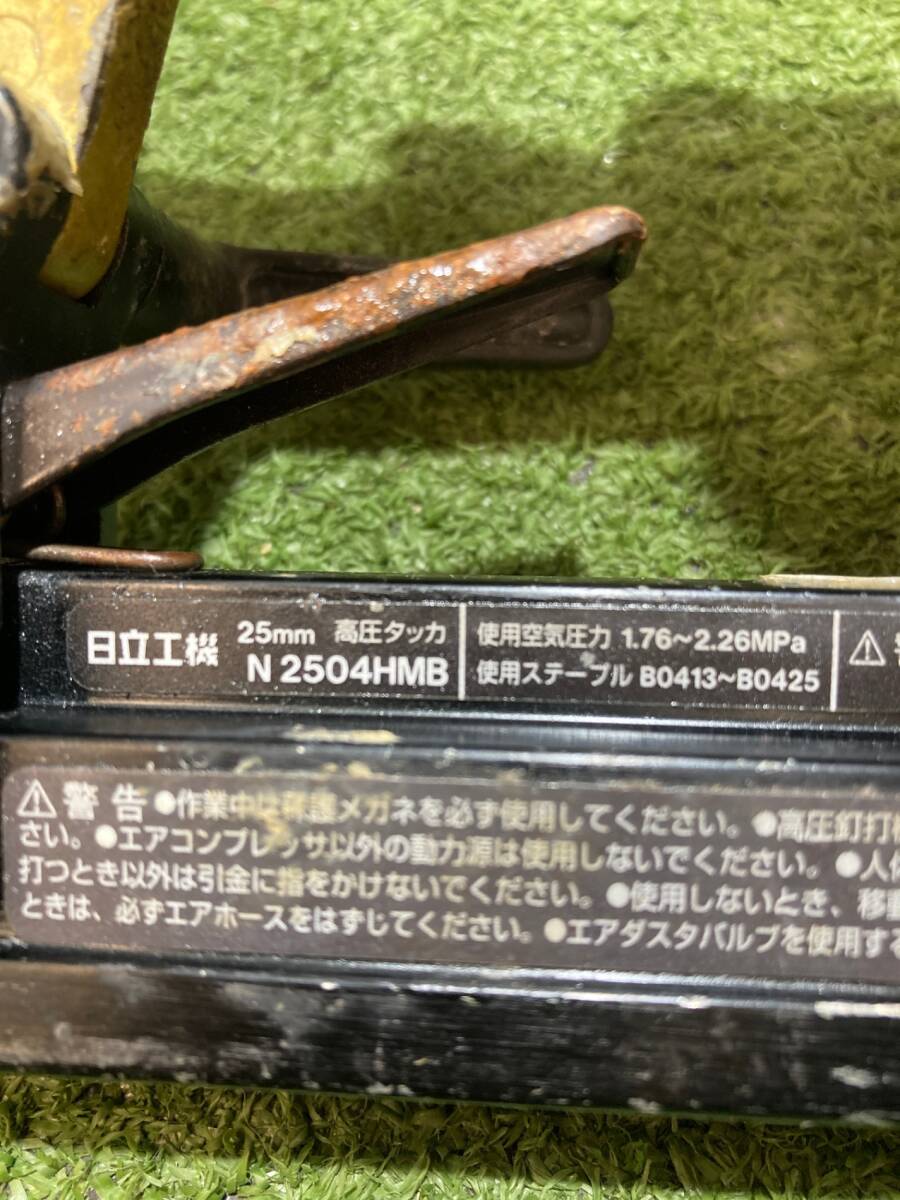 日立工機 25mm 高圧タッカ
N 2504HMB
使用空気圧力 1.76～2.26MPa
使用ステープル B0413～B0425
⚠
⚠警告 ●作業中は保護メガネを必ず使用してください。●高圧釘打
さい。●エアコンプレッサ以外の動力源は使用しないでください。●人体
打つとき以外は引金に指をかけないでください。●使用しないとき、移動
ときは、必ずエアホースをはずしてください。●エアダスタバルブを使用する